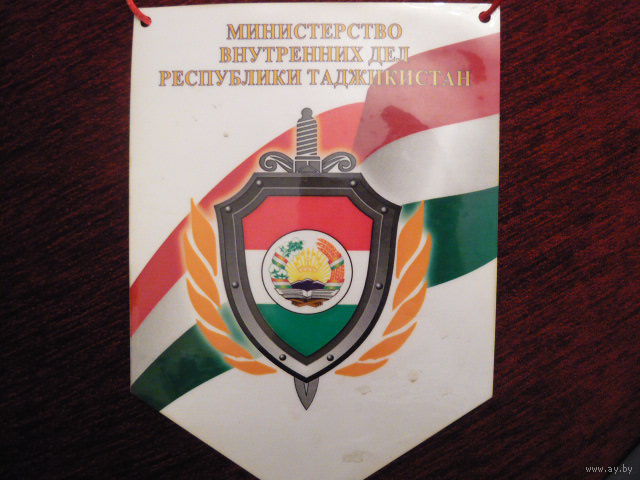 МИНИСТЕРСТВО
ВНУТРЕННИХ ДЕЛ
РЕСПУБЛИКИ ТАДЖИКИСТАН
www.ay.by